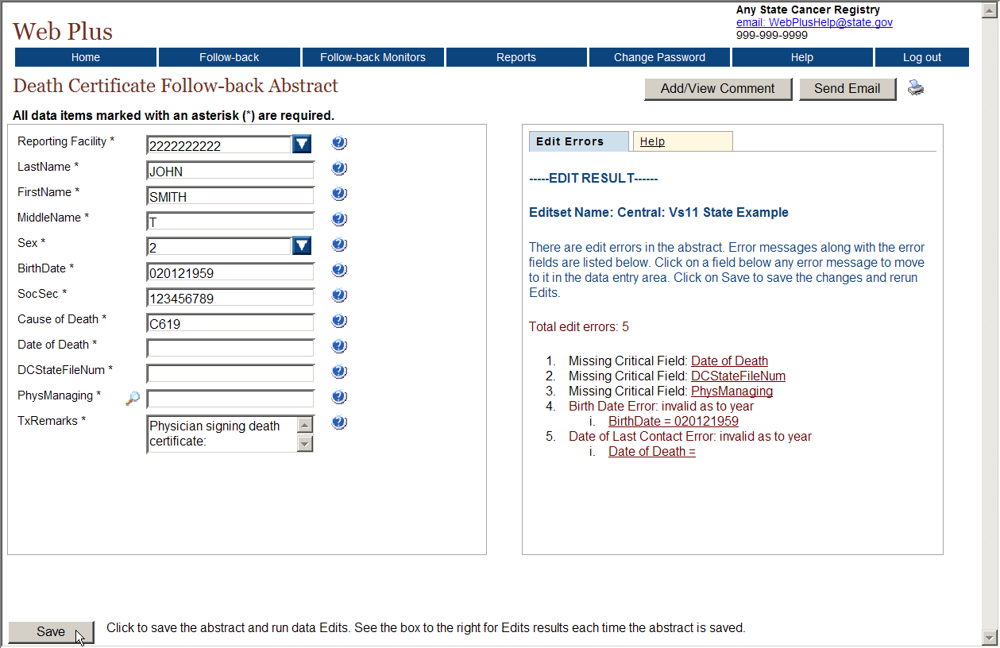 Any State Cancer Registry
Web Plus
email: WebPlusHelp@state.gov
999-999-9999
Home Follow-back Follow-back Monitors Reports Change Password Help Log out
Death Certificate Follow-back Abstract
Add/View Comment Send Email
All data items marked with an asterisk (*) are required.
Reporting Facility * 2222222222
LastName * JOHN
FirstName * SMITH
MiddleName * T
Sex * 2
BirthDate * 020121959
SocSec * 123456789
Cause of Death * C619
Date of Death *
DCStateFileNum *
PhysManaging *
TxRemarks * Physician signing death
certificate:
Edit Errors Help
-----EDIT RESULT------
Editset Name: Central: Vs11 State Example
There are edit errors in the abstract. Error messages along with the error
fields are listed below. Click on a field below any error message to move
to it in the data entry area. Click on Save to save the changes and rerun
Edits.
Total edit errors: 5
1. Missing Critical Field: Date of Death
2. Missing Critical Field: DCStateFileNum
3. Missing Critical Field: PhysManaging
4. Birth Date Error: invalid as to year
i. BirthDate = 020121959
5. Date of Last Contact Error: invalid as to year
i. Date of Death =
Save Click to save the abstract and run data Edits. See the box to the right for Edits results each time the abstract is saved.